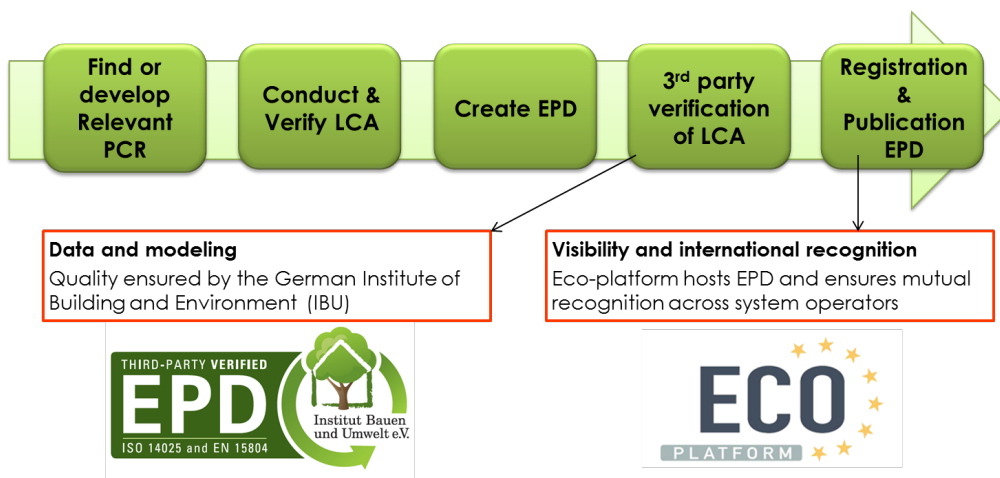 Find or
develop
Relevant
PCR
Conduct &
Verify LCA
Create EPD
3rd party
verification
of LCA
Registration
&
Publication
EPD
Data and modeling
Quality ensured by the German Institute of
Building and Environment (IBU)
Visibility and international recognition
Eco-platform hosts EPD and ensures mutual
recognition across system operators
THIRD-PARTY VERIFIED
EPD
ISO 14025 and EN 15804
Institut Bauen
und Umwelt e.V.
ECO
PLATFORM